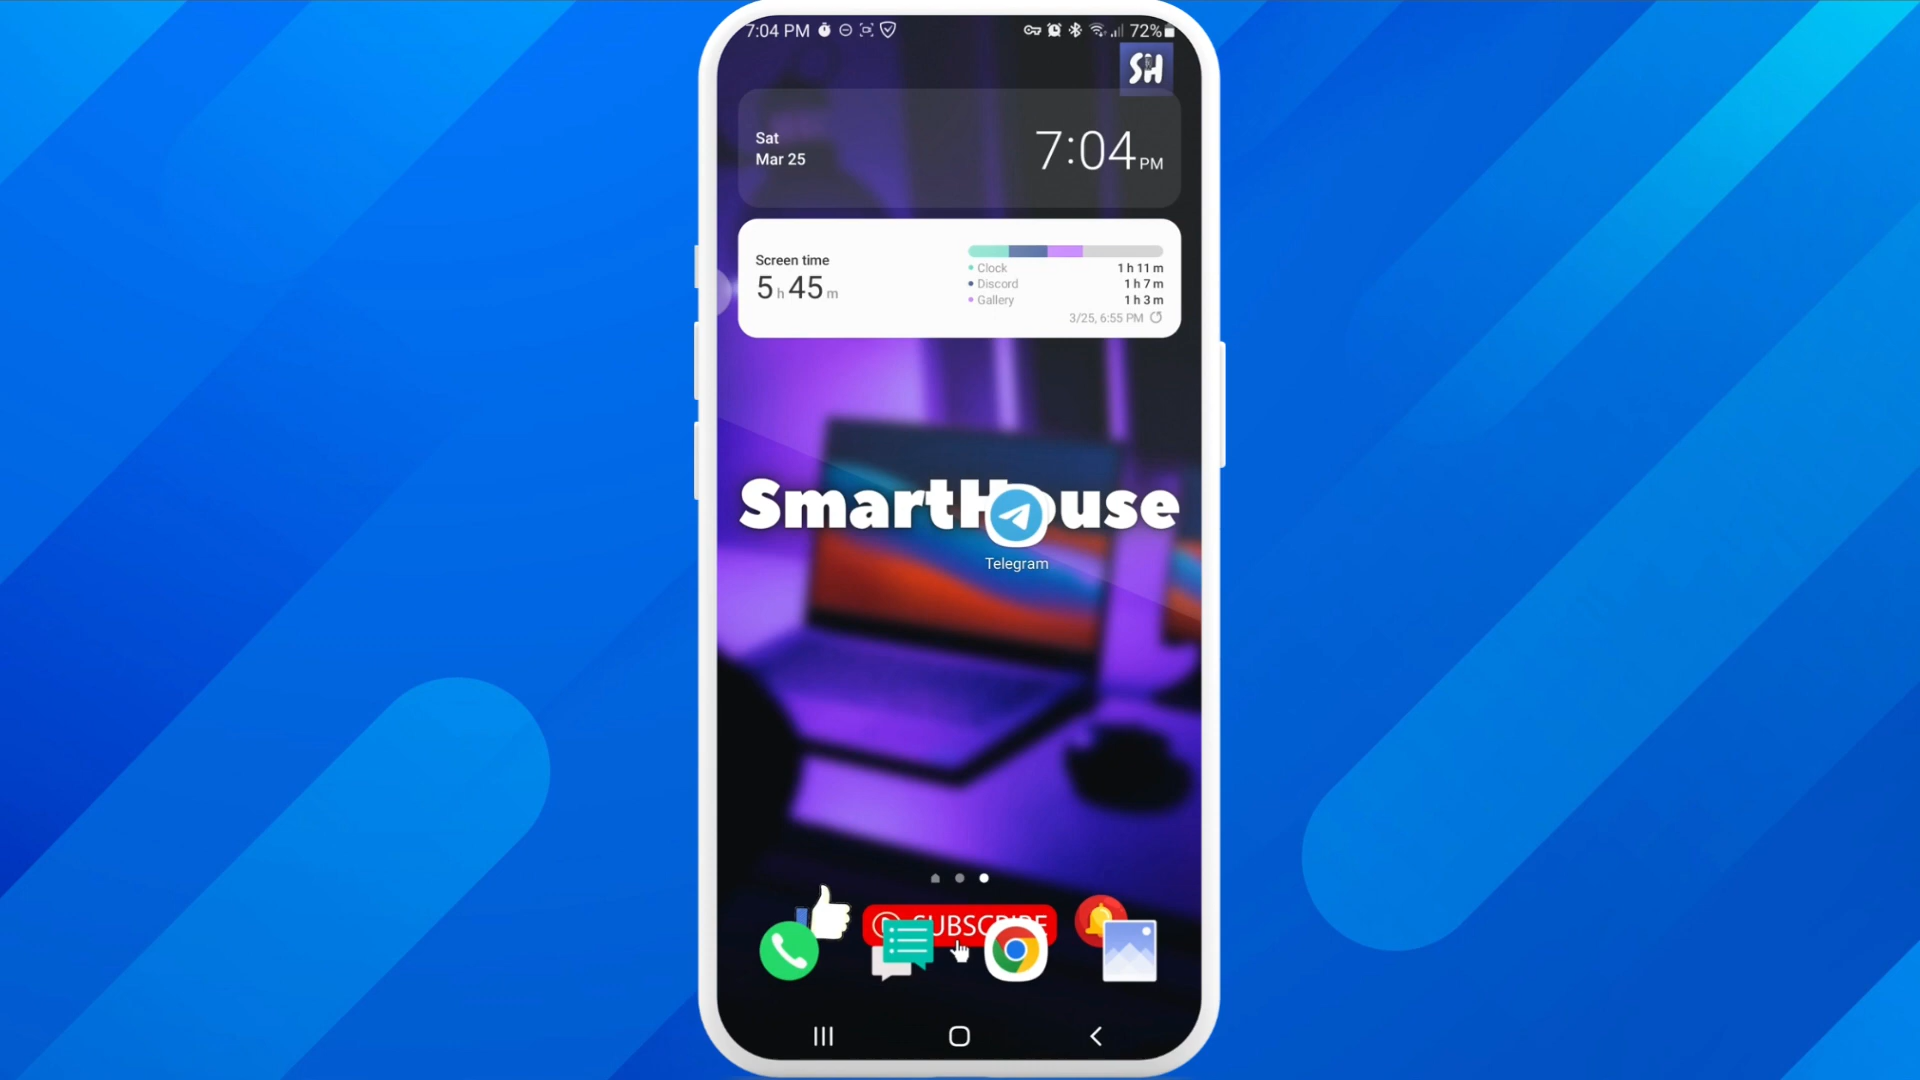 7:04 PM
72%
SH
Sat
Mar 25
7:04 PM
Screen time
5 h 45 m
Clock 1 h 11 m
Discord 1 h 7 m
Gallery 1 h 3 m
3/25, 6:55 PM
SmartHouse
Telegram
SUBSCRIBE